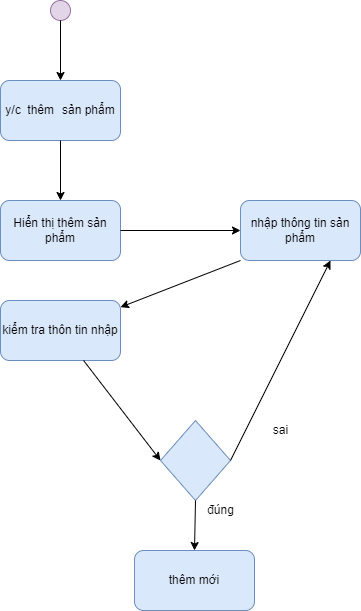 y/c thêm sản phẩm
Hiển thị thêm sản
phẩm
nhập thông tin sản
phẩm
kiểm tra thôn tin nhập
sai
đúng
thêm mới